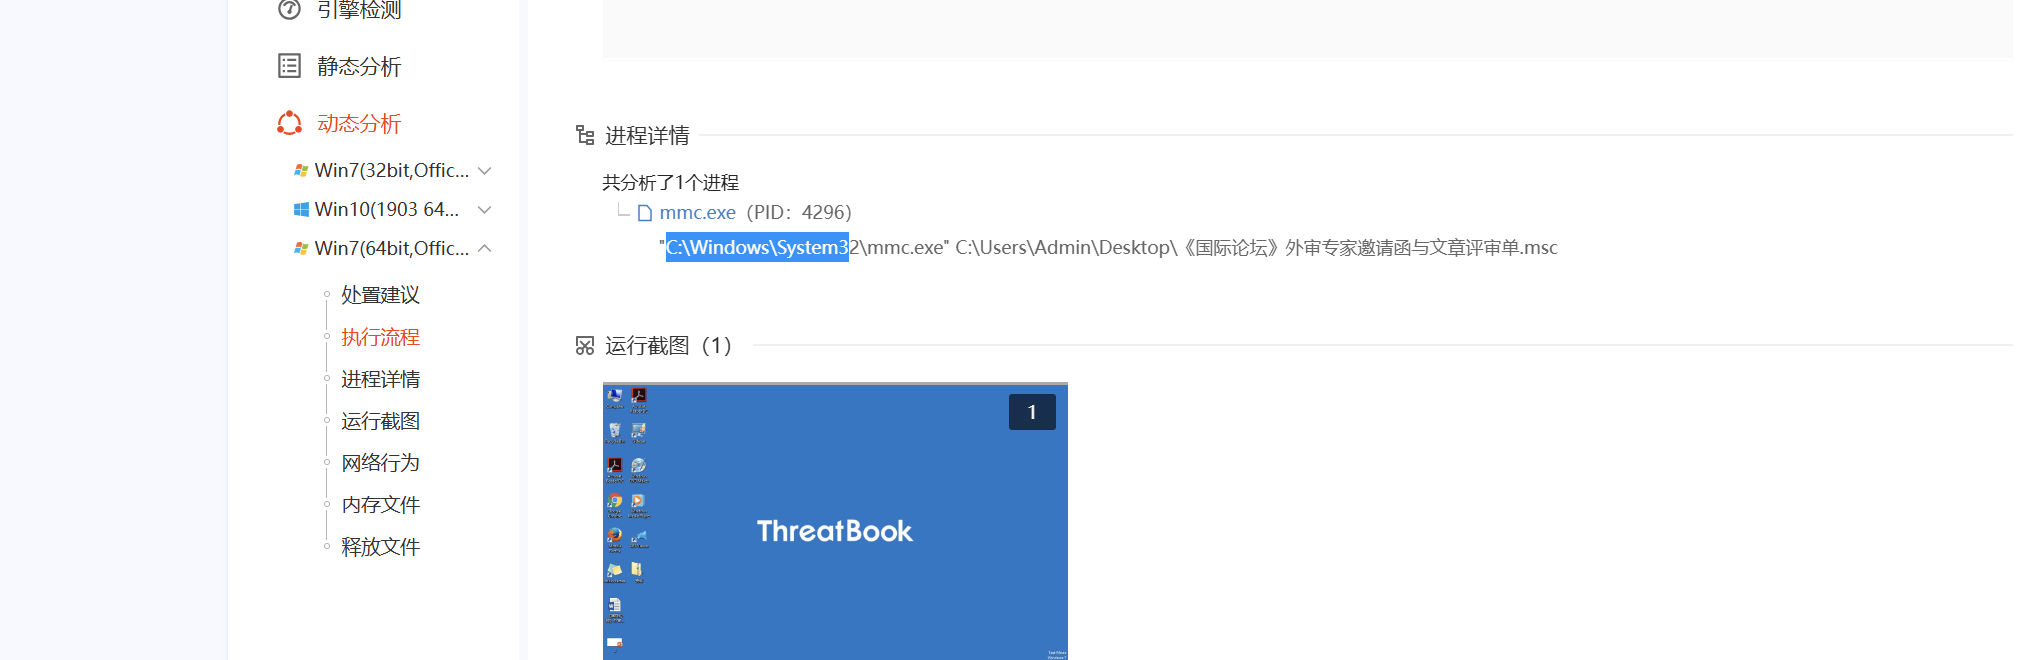 引擎检测
静态分析
动态分析
Win7(32bit,Offic...
Win10(1903 64...
Win7(64bit,Offic...
处置建议
执行流程
进程详情
运行截图
网络行为
内存文件
释放文件
进程详情
共分析了1个进程
mmc.exe（PID：4296）
"C:\Windows\System32\mmc.exe" C:\Users\Admin\Desktop\《国际论坛》外审专家邀请函与文章评审单.msc
运行截图（1）
1
ThreatBook